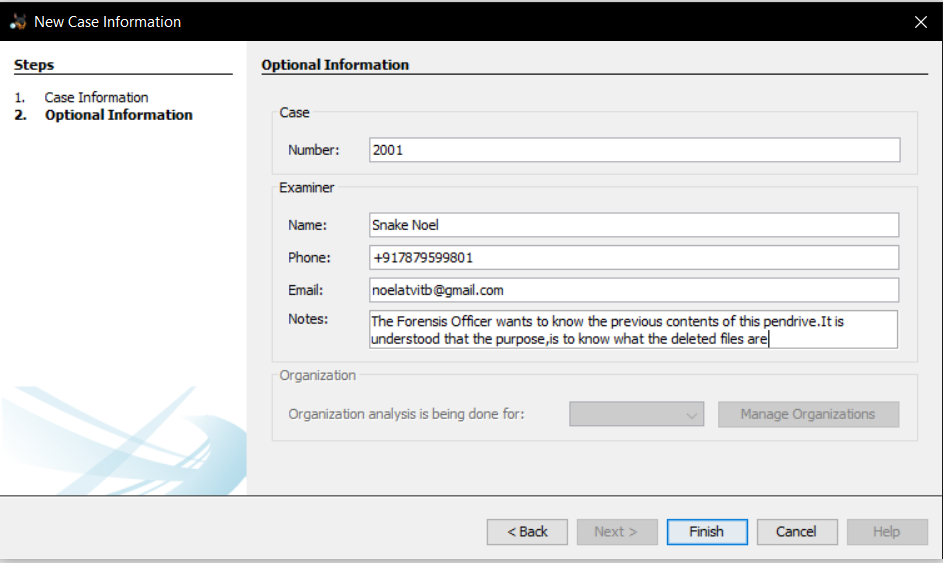 New Case Information
Steps
1. Case Information
2. Optional Information
Optional Information
Case
Number: 2001
Examiner
Name: Snake Noel
Phone: +917879599801
Email: noelatvitb@gmail.com
Notes: The Forensis Officer wants to know the previous contents of this pendrive.It is
understood that the purpose,is to know what the deleted files are
Organization
Organization analysis is being done for: Manage Organizations
< Back Next > Finish Cancel Help